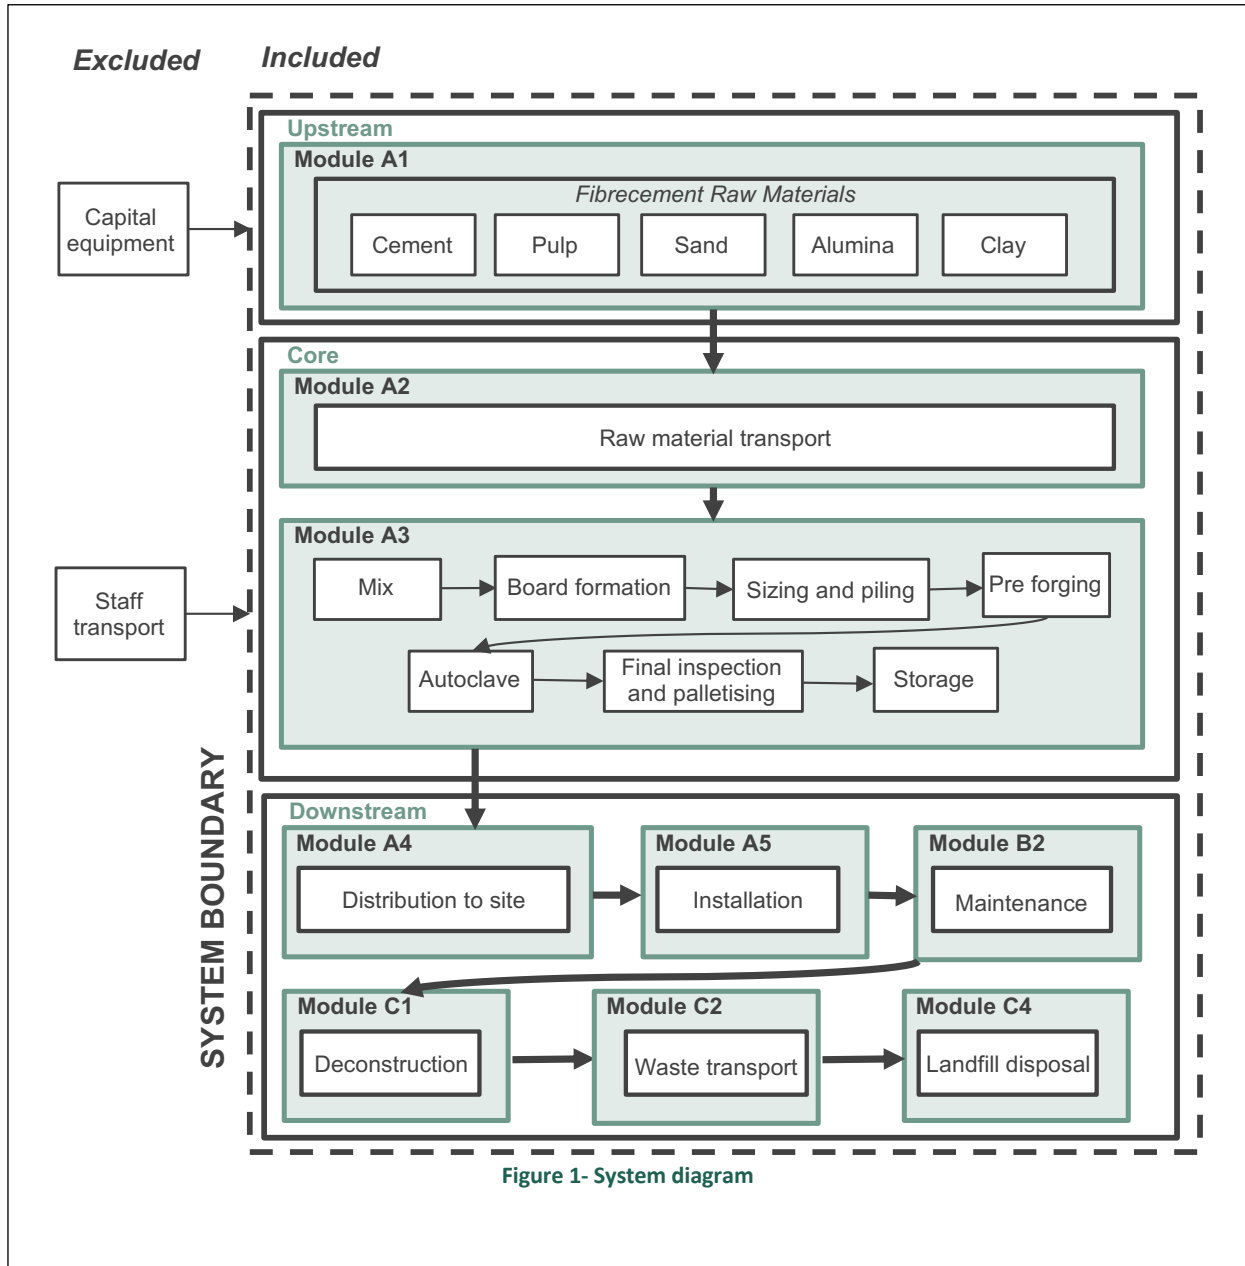 Excluded
Included
Upstream
Module A1
Fibrecement Raw Materials
Cement
Pulp
Sand
Alumina
Clay
Capital
equipment
Core
Module A2
Raw material transport
Module A3
Mix
Board formation
Sizing and piling
Pre forging
Staff
transport
Autoclave
Final inspection
and palletising
Storage
SYSTEM BOUNDARY
Downstream
Module A4
Distribution to site
Module A5
Installation
Module B2
Maintenance
Module C1
Deconstruction
Module C2
Waste transport
Module C4
Landfill disposal
Figure 1- System diagram